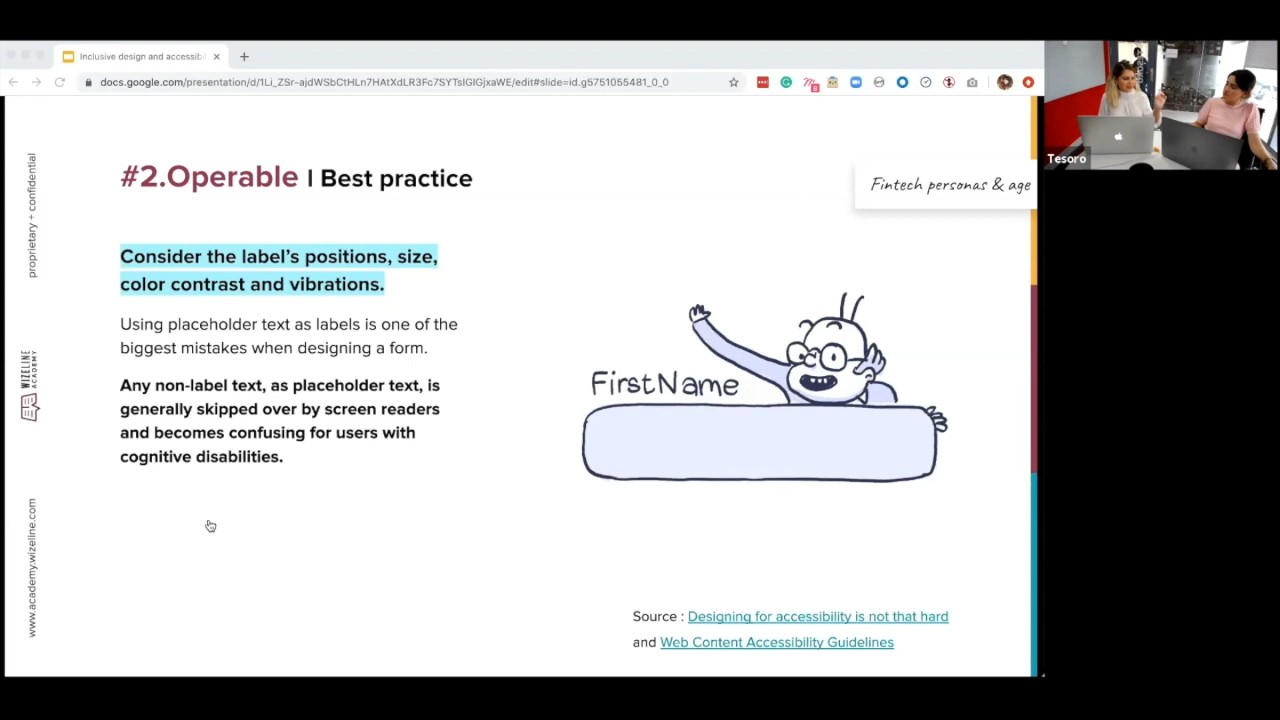 Inclusive design and accessibi
docs.google.com/presentation/d/1Li_ZSr-ajdWSbCtHLn7HAtXdLR3Fc7SYTsIGIGjxaWE/edit#slide=id.g5751055481_0_0
Tesoro
#2.Operable | Best practice
Fintech personas & age
proprietary + confidential
Consider the label's positions, size,
color contrast and vibrations.
Using placeholder text as labels is one of the
biggest mistakes when designing a form.
Any non-label text, as placeholder text, is
generally skipped over by screen readers
and becomes confusing for users with
cognitive disabilities.
FirstName
WIZELINE
ACADEMY
www.academy.wizeline.com
Source : Designing for accessibility is not that hard
and Web Content Accessibility Guidelines